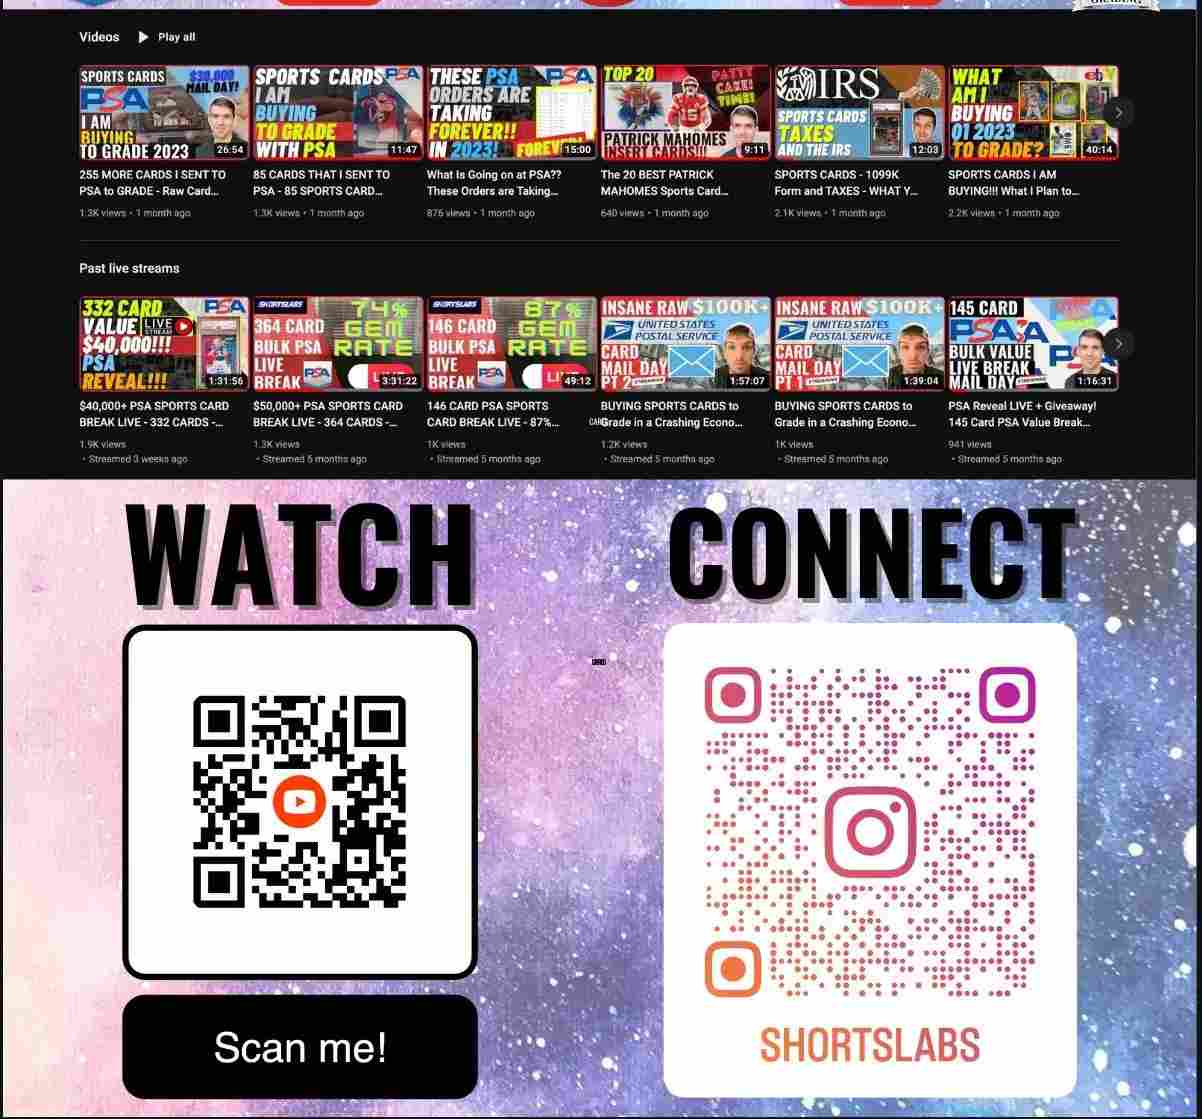 Videos Play all
SPORTS CARDS $30,000 MAIL DAY!
PSA
I AM
BUYING
TO GRADE 2023 26:54
SPORTS CARDS PSA
I AM
BUYING
TO GRADE
WITH PSA 11:47
THESE PSA PSA
ORDERS ARE
TAKING
FOREVER!!
IN 2023! FOREVER 15:00
TOP 20 PATTY
CAKE!
TIME!
PATRICK MAHOMES
INSERT CARDS!!! 9:11
IRS
SPORTS CARDS
TAXES
AND THE IRS 12:03
WHAT
AM I
BUYING
Q1 2023
TO GRADE? 40:14
255 MORE CARDS I SENT TO
PSA to GRADE - Raw Card...
1.3K views • 1 month ago
85 CARDS THAT I SENT TO
PSA - 85 SPORTS CARD...
1.3K views • 1 month ago
What Is Going on at PSA??
These Orders are Taking...
876 views • 1 month ago
The 20 BEST PATRICK
MAHOMES Sports Card...
640 views • 1 month ago
SPORTS CARDS - 1099K
Form and TAXES - WHAT Y...
2.1K views • 1 month ago
SPORTS CARDS I AM
BUYING!!! What I Plan to...
2.2K views • 1 month ago
Past live streams
332 CARD PSA
VALUE LIVE
STREAM
$40,000!!!
PSA
REVEAL!!! 1:31:56
SHORTSLABS 74%
364 CARD GEM
BULK PSA RATE
LIVE
BREAK PSA LIVE 3:31:22
SHORTSLABS 87%
146 CARD GEM
BULK PSA RATE
LIVE
BREAK PSA 49:12
INSANE RAW $100K+
UNITED STATES
POSTAL SERVICE
CARD
MAIL DAY
PT 2 1:57:07
INSANE RAW $100K+
UNITED STATES
POSTAL SERVICE
CARD
MAIL DAY
PT 1 1:39:04
145 CARD
PSA
BULK VALUE
LIVE BREAK
MAIL DAY 1:16:31
$40,000+ PSA SPORTS CARD
BREAK LIVE - 332 CARDS -...
1.9K views
• Streamed 3 weeks ago
$50,000+ PSA SPORTS CARD
BREAK LIVE - 364 CARDS -...
1.3K views
• Streamed 5 months ago
146 CARD PSA SPORTS
CARD BREAK LIVE - 87%...
1K views
• Streamed 5 months ago
BUYING SPORTS CARDS to
Grade in a Crashing Econo...
1.2K views
• Streamed 5 months ago
BUYING SPORTS CARDS to
Grade in a Crashing Econo...
1K views
• Streamed 5 months ago
PSA Reveal LIVE + Giveaway!
145 Card PSA Value Break...
941 views
• Streamed 5 months ago
WATCH
CONNECT
Scan me!
SHORTSLABS